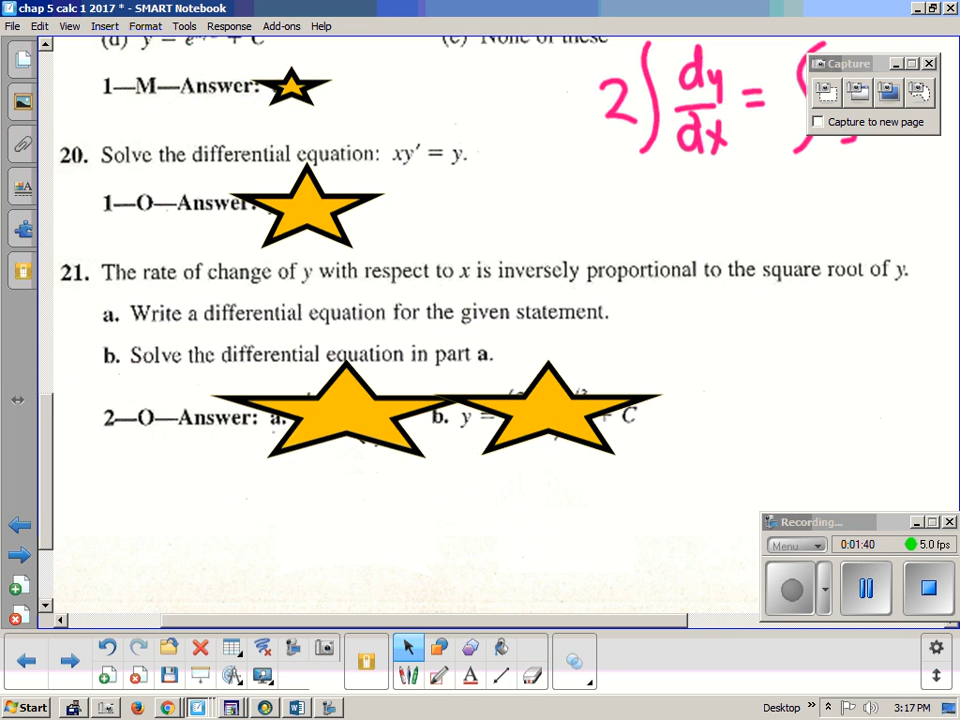 chap 5 calc 1 2017 * - SMART Notebook
File Edit View Insert Format Tools Response Add-ons Help
(d) y =
None of these
1—M—Answer:
2) dy/dx =
Capture
Capture to new page
20. Solve the differential equation: xy′ = y.
1—O—Answer:
21. The rate of change of y with respect to x is inversely proportional to the square root of y.
a. Write a differential equation for the given statement.
b. Solve the differential equation in part a.
2—O—Answer: a. b. y = + C
Recording...
Menu 0:01:40 5.0 fps
Start Desktop » 3:17 PM